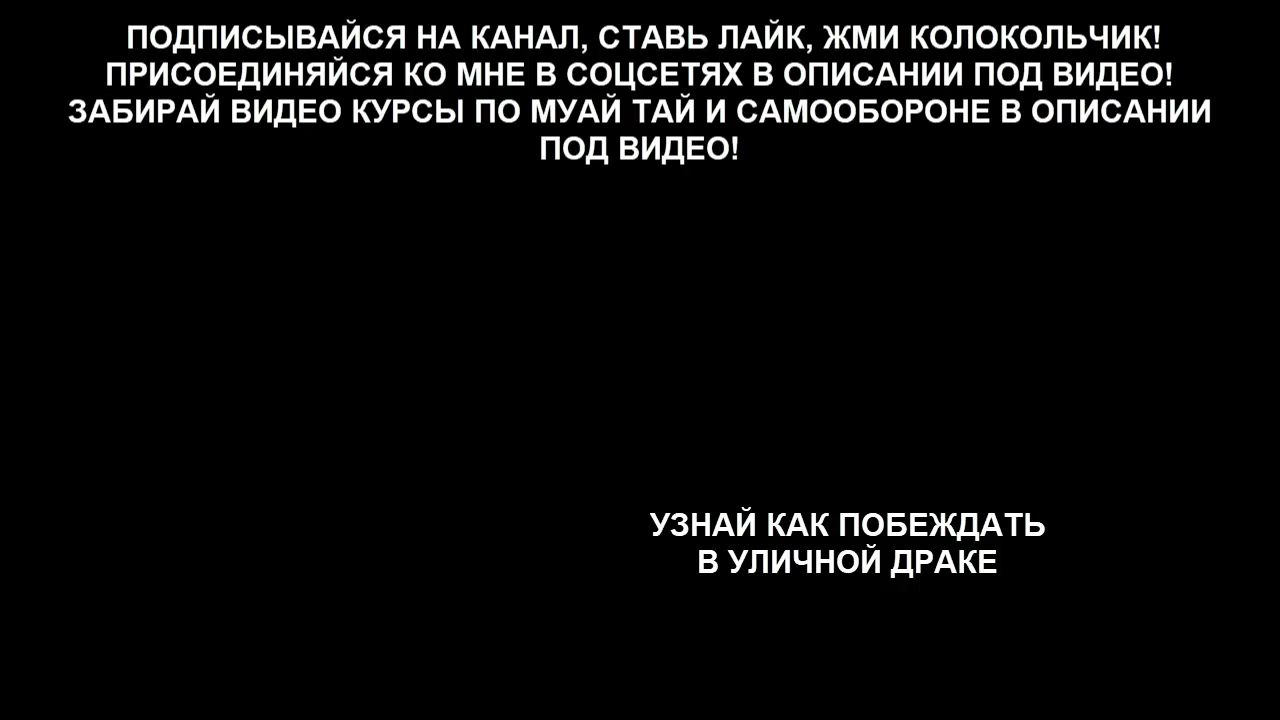 ПОДПИСЫВАЙСЯ НА КАНАЛ, СТАВЬ ЛАЙК, ЖМИ КОЛОКОЛЬЧИК!
ПРИСОЕДИНЯЙСЯ КО МНЕ В СОЦСЕТЯХ В ОПИСАНИИ ПОД ВИДЕО!
ЗАБИРАЙ ВИДЕО КУРСЫ ПО МУАЙ ТАЙ И САМООБОРОНЕ В ОПИСАНИИ
ПОД ВИДЕО!
УЗНАЙ КАК ПОБЕЖДАТЬ
В УЛИЧНОЙ ДРАКЕ